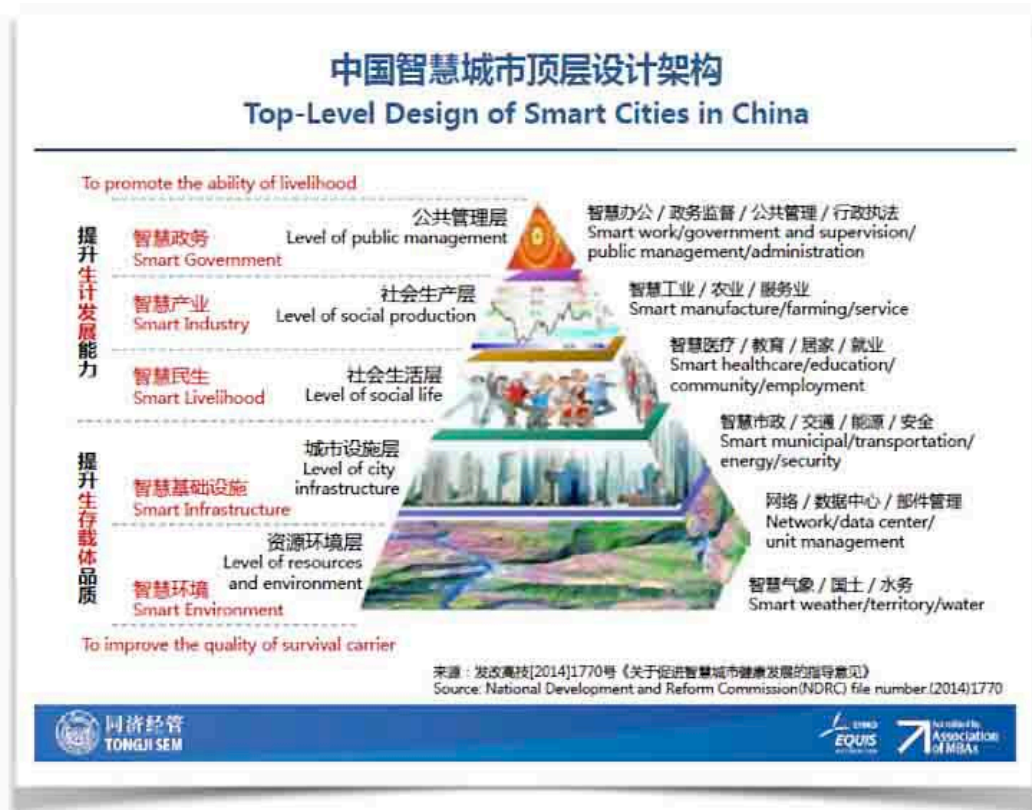 中国智慧城市顶层设计架构
Top-Level Design of Smart Cities in China
To promote the ability of livelihood
提升生计发展能力
智慧政务
Smart Government
公共管理层
Level of public management
智慧办公 / 政务监督 / 公共管理 / 行政执法
Smart work/government and supervision/
public management/administration
智慧产业
Smart Industry
社会生产层
Level of social production
智慧工业 / 农业 / 服务业
Smart manufacture/farming/service
智慧民生
Smart Livelihood
社会生活层
Level of social life
智慧医疗 / 教育 / 居家 / 就业
Smart healthcare/education/
community/employment
提升生存载体品质
智慧基础设施
Smart Infrastructure
城市设施层
Level of city
infrastructure
智慧市政 / 交通 / 能源 / 安全
Smart municipal/transportation/
energy/security
网络 / 数据中心 / 部件管理
Network/data center/
unit management
智慧环境
Smart Environment
资源环境层
Level of resources
and environment
智慧气象 / 国土 / 水务
Smart weather/territory/water
To improve the quality of survival carrier
来源：发改高技[2014]1770号《关于促进智慧城市健康发展的指导意见》
Source: National Development and Reform Commission(NDRC) file number.(2014)1770
同济经管
TONGJI SEM
EQUIS
Association
of MBAs